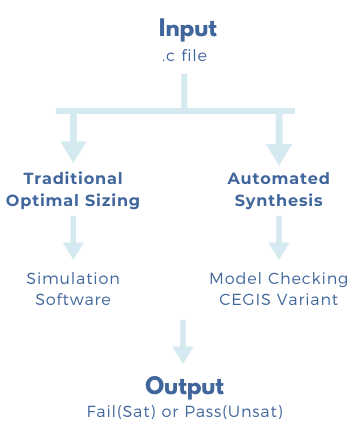 Input
.c file
Traditional
Optimal Sizing
Automated
Synthesis
Simulation
Software
Model Checking
CEGIS Variant
Output
Fail(Sat) or Pass(Unsat)